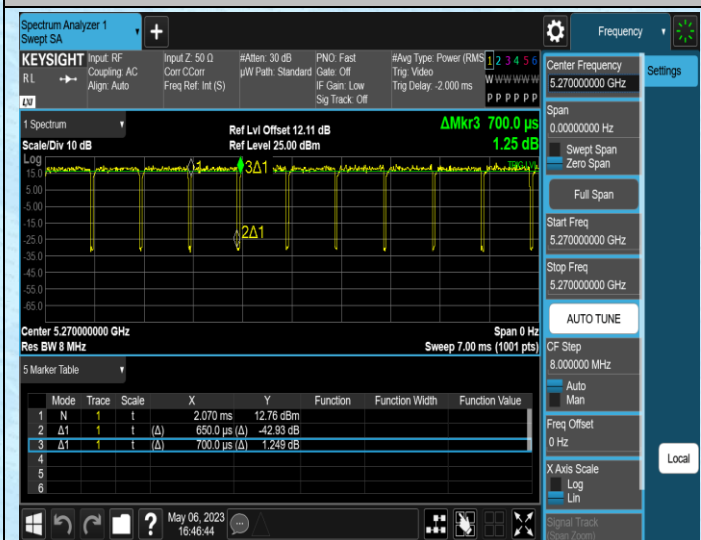 Spectrum Analyzer 1
Swept SA
+
Frequency
KEYSIGHT
RL
Input: RF
Coupling: AC
Align: Auto
Input Z: 50 Ω
Corr CCorr
Freq Ref: Int (S)
#Atten: 30 dB
µW Path: Standard
PNO: Fast
Gate: Off
IF Gain: Low
Sig Track: Off
#Avg Type: Power (RMS
Trig: Video
Trig Delay: -2.000 ms
1 2 3 4 5 6
W W W W W W
P P P P P P
LXI
1 Spectrum
Scale/Div 10 dB
Ref Lvl Offset 12.11 dB
Ref Level 25.00 dBm
ΔMkr3 700.0 µs
1.25 dB
Log
15.0
5.00
-5.00
-15.0
-25.0
-35.0
-45.0
-55.0
-65.0
1
3Δ1
2Δ1
TRIG LVL
Center 5.270000000 GHz
Res BW 8 MHz
Span 0 Hz
Sweep 7.00 ms (1001 pts)
5 Marker Table
Mode Trace Scale X Y Function Function Width Function Value
1 N 1 t 2.070 ms 12.76 dBm
2 Δ1 1 t (Δ) 650.0 µs (Δ) -42.93 dB
3 Δ1 1 t (Δ) 700.0 µs (Δ) 1.249 dB
4
5
6
?
May 06, 2023
16:46:44
Center Frequency
5.270000000 GHz
Settings
Span
0.00000000 Hz
Swept Span
Zero Span
Full Span
Start Freq
5.270000000 GHz
Stop Freq
5.270000000 GHz
AUTO TUNE
CF Step
8.000000 MHz
Auto
Man
Freq Offset
0 Hz
Local
X Axis Scale
Log
Lin
Signal Track
(Span Zoom)